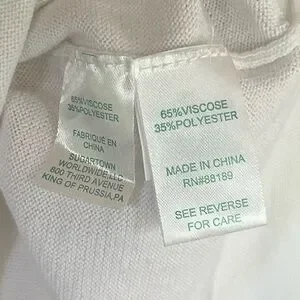 65%VISCOSE
35%POLYESTER
FABRIQUÉ EN
CHINA
SUGARTOWN
WORLDWIDE,LLC
800 THIRD AVENUE
KING OF PRUSSIA,PA
65%VISCOSE
35%POLYESTER
MADE IN CHINA
RN#88189
SEE REVERSE
FOR CARE